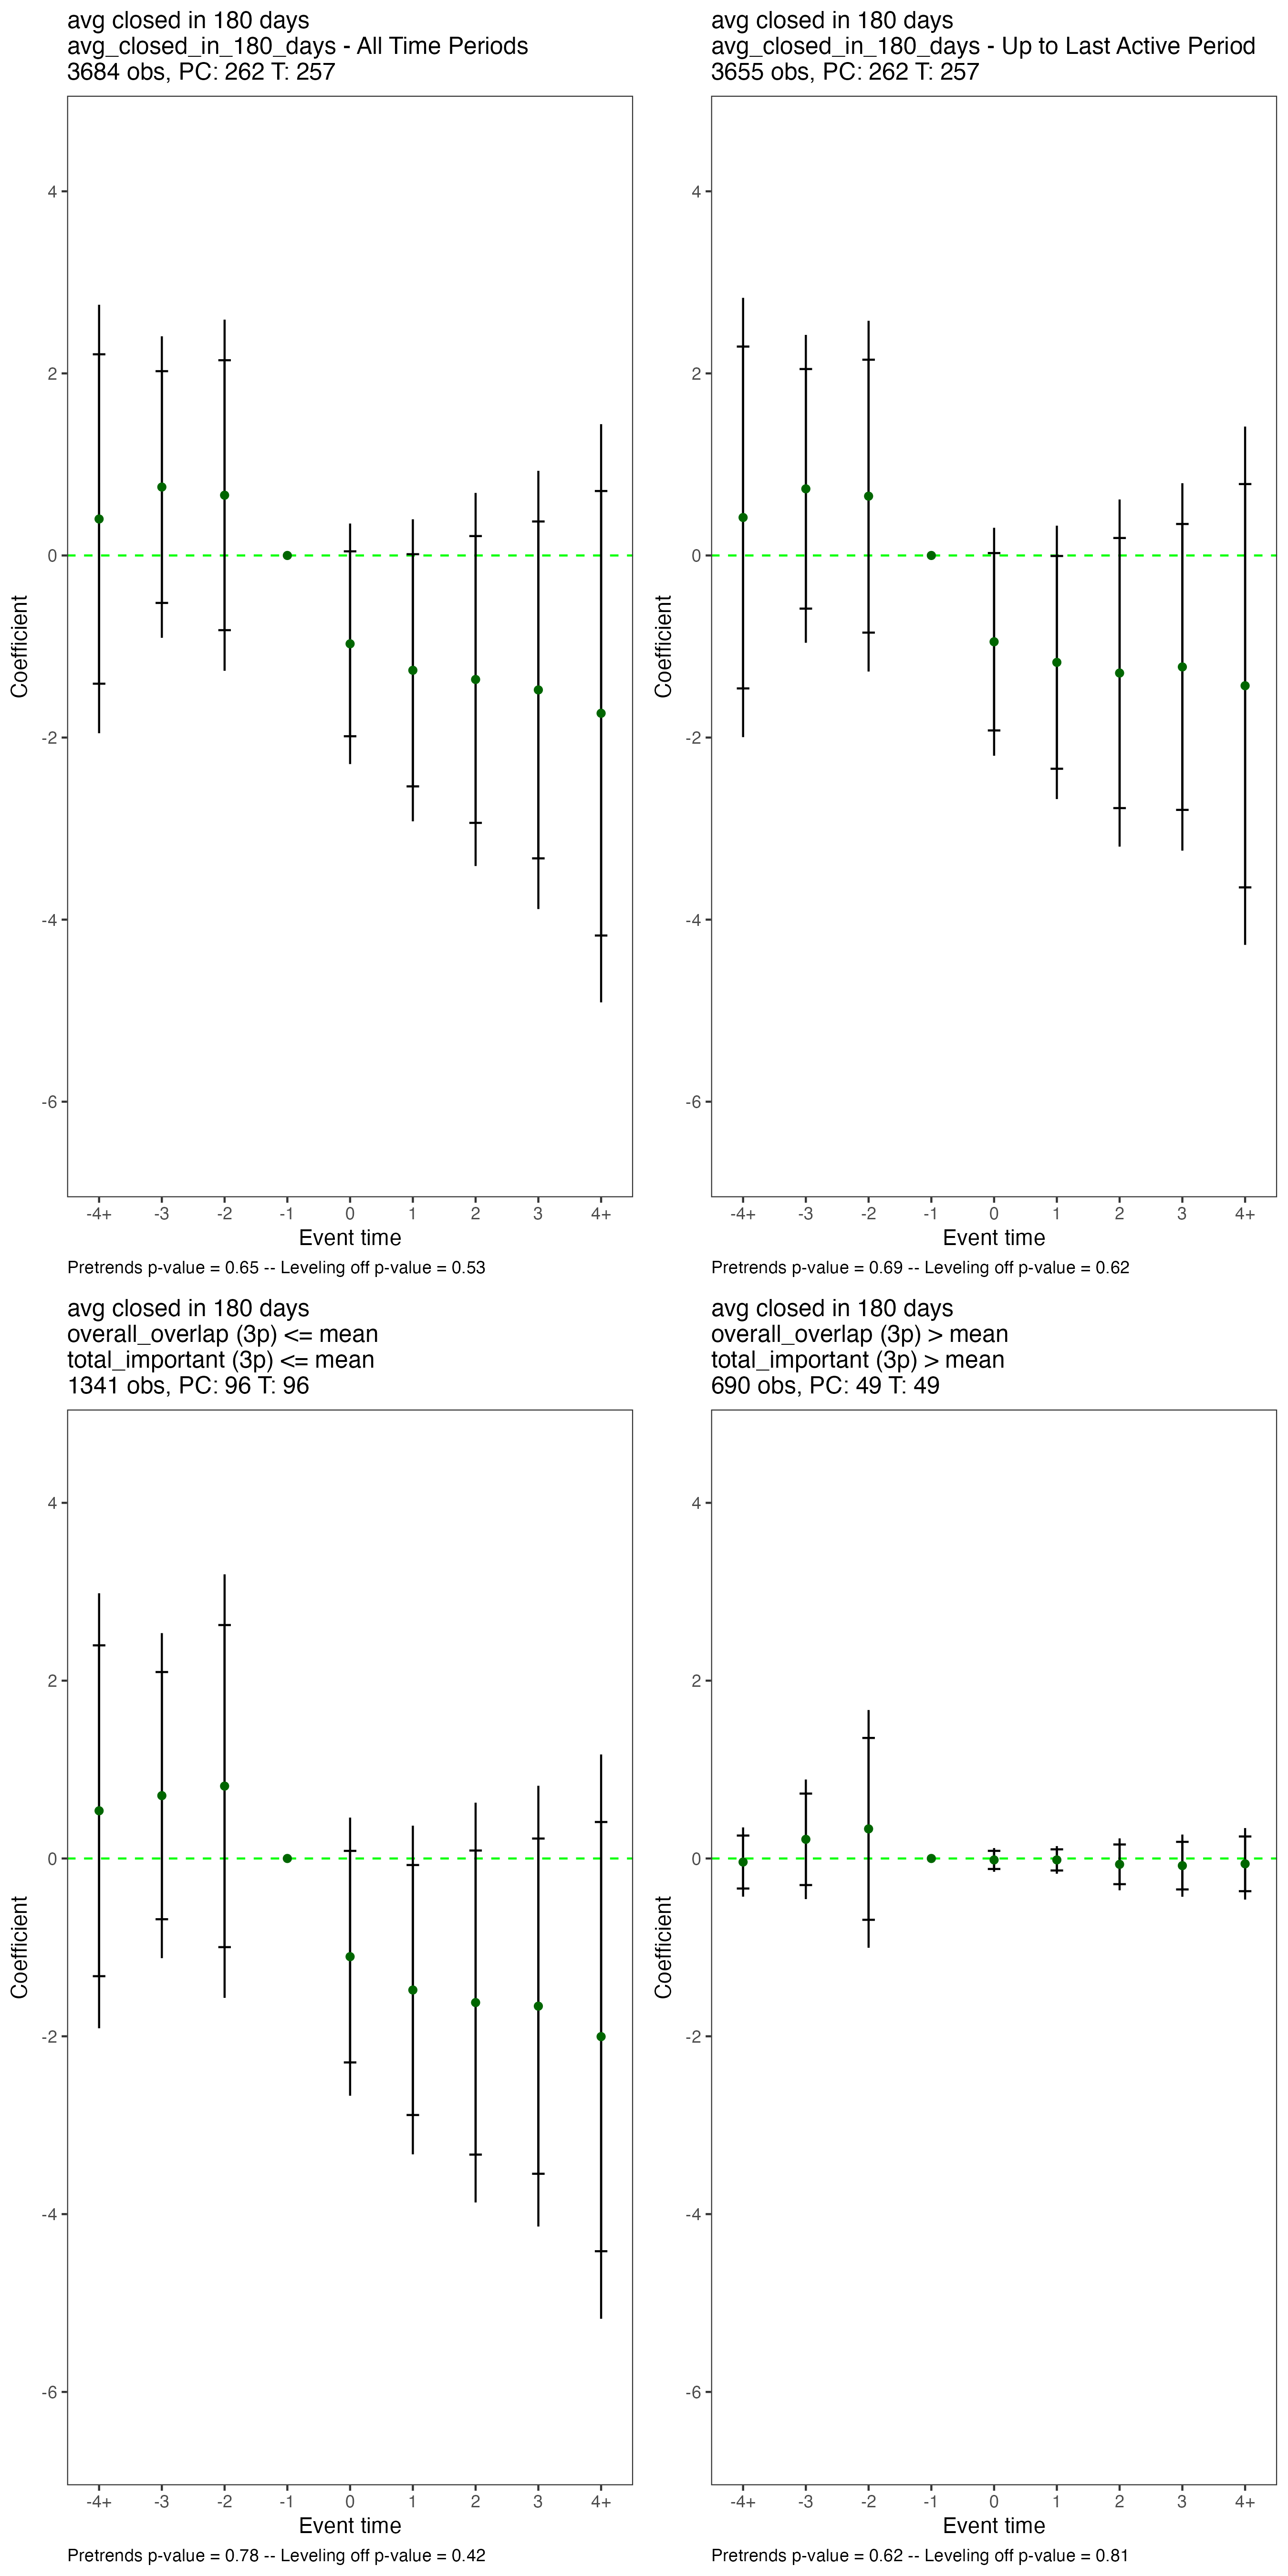 avg closed in 180 days
avg_closed_in_180_days - All Time Periods
3684 obs, PC: 262 T: 257
4
2
0
-2
-4
-6
Coefficient
-4+ -3 -2 -1 0 1 2 3 4+
Event time
Pretrends p-value = 0.65 -- Leveling off p-value = 0.53
avg closed in 180 days
avg_closed_in_180_days - Up to Last Active Period
3655 obs, PC: 262 T: 257
4
2
0
-2
-4
-6
Coefficient
-4+ -3 -2 -1 0 1 2 3 4+
Event time
Pretrends p-value = 0.69 -- Leveling off p-value = 0.62
avg closed in 180 days
overall_overlap (3p) <= mean
total_important (3p) <= mean
1341 obs, PC: 96 T: 96
4
2
0
-2
-4
-6
Coefficient
-4+ -3 -2 -1 0 1 2 3 4+
Event time
Pretrends p-value = 0.78 -- Leveling off p-value = 0.42
avg closed in 180 days
overall_overlap (3p) > mean
total_important (3p) > mean
690 obs, PC: 49 T: 49
4
2
0
-2
-4
-6
Coefficient
-4+ -3 -2 -1 0 1 2 3 4+
Event time
Pretrends p-value = 0.62 -- Leveling off p-value = 0.81